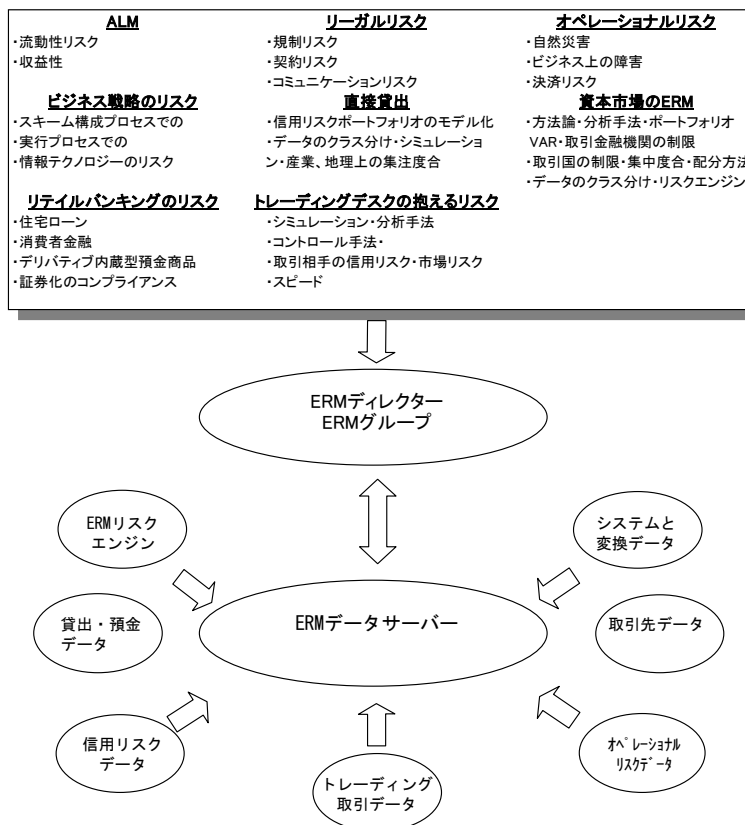 ALM
・流動性リスク
・収益性
リーガルリスク
・規制リスク
・契約リスク
・コミュニケーションリスク
オペレーショナルリスク
・自然災害
・ビジネス上の障害
・決済リスク
ビジネス戦略のリスク
・スキーム構成プロセスでの
・実行プロセスでの
・情報テクノロジーのリスク
直接貸出
・信用リスクポートフォリオのモデル化
・データのクラス分け・シミュレーショ
ン・産業、地理上の集注度合
資本市場のERM
・方法論・分析手法・ポートフォリオ
VAR・取引金融機関の制限
・取引国の制限・集中度合・配分方法
・データのクラス分け・リスクエンジン
リテイルバンキングのリスク
・住宅ローン
・消費者金融
・デリバティブ内蔵型預金商品
・証券化のコンプライアンス
トレーディングデスクの抱えるリスク
・シミュレーション・分析手法
・コントロール手法・
・取引相手の信用リスク・市場リスク
・スピード
ERMディレクター
ERMグループ
ERMリスク
エンジン
システムと
変換データ
貸出・預金
データ
ERMデータサーバー
取引先データ
信用リスク
データ
トレーディング
取引データ
ｵﾍﾟﾚｰｼｮﾅﾙ
ﾘｽｸﾃﾞｰﾀ